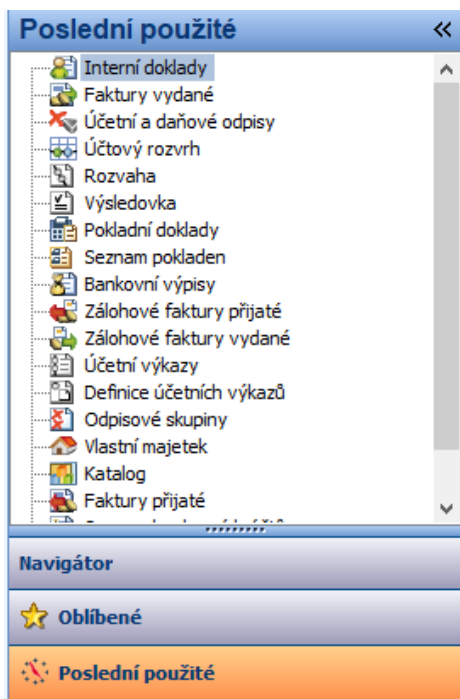 Poslední použité
Interní doklady
Faktury vydané
Účetní a daňové odpisy
Účtový rozvrh
Rozvaha
Výsledovka
Pokladní doklady
Seznam pokladen
Bankovní výpisy
Zálohové faktury přijaté
Zálohové faktury vydané
Účetní výkazy
Definice účetních výkazů
Odpisové skupiny
Vlastní majetek
Katalog
Faktury přijaté
Navigátor
Oblíbené
Poslední použité